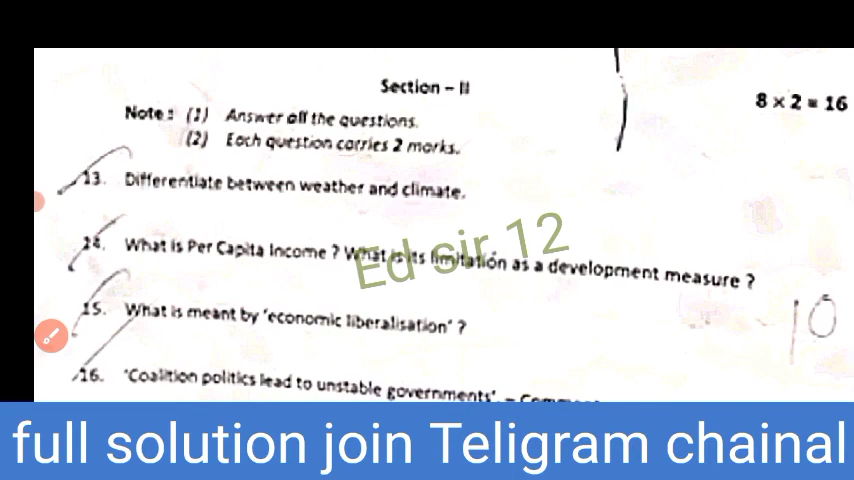 Section – II
8 × 2 = 16
Note : (1) Answer all the questions.
(2) Each question carries 2 marks.
13. Differentiate between weather and climate.
14. What is Per Capita Income ? What is its limitation as a development measure ?
Ed sir 12
15. What is meant by 'economic liberalisation' ?
10
16. 'Coalition politics lead to unstable governments'. –
full solution join Teligram chainal